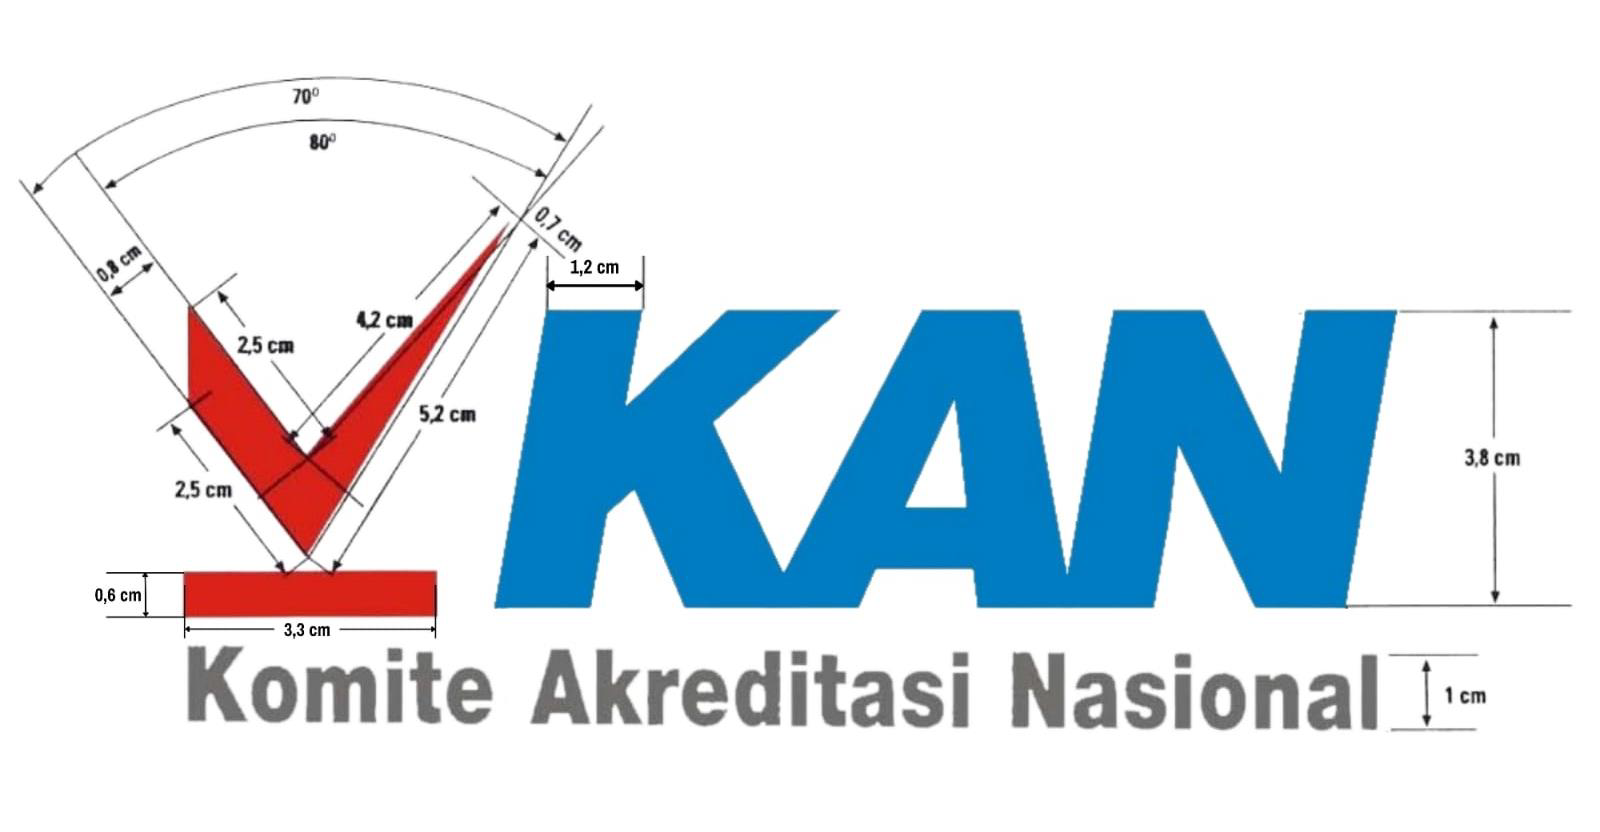 70⁰
80⁰
0,8 cm
0,7 cm
1,2 cm
4,2 cm
2,5 cm
5,2 cm
KAN
3,8 cm
2,5 cm
0,6 cm
3,3 cm
Komite Akreditasi Nasional
1 cm